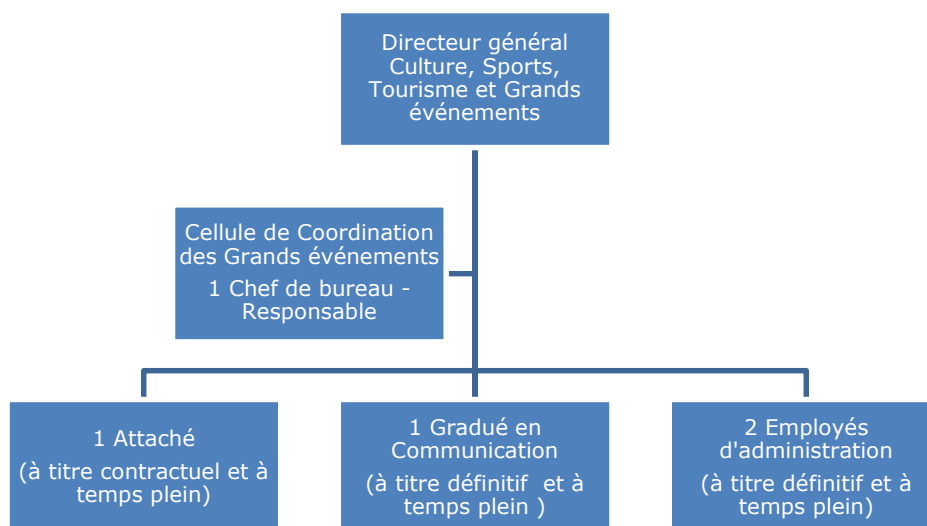 Directeur général
Culture, Sports,
Tourisme et Grands
événements
Cellule de Coordination
des Grands événements
1 Chef de bureau -
Responsable
1 Attaché
(à titre contractuel et à
temps plein)
1 Gradué en
Communication
(à titre définitif et à
temps plein )
2 Employés
d'administration
(à titre définitif et à
temps plein)